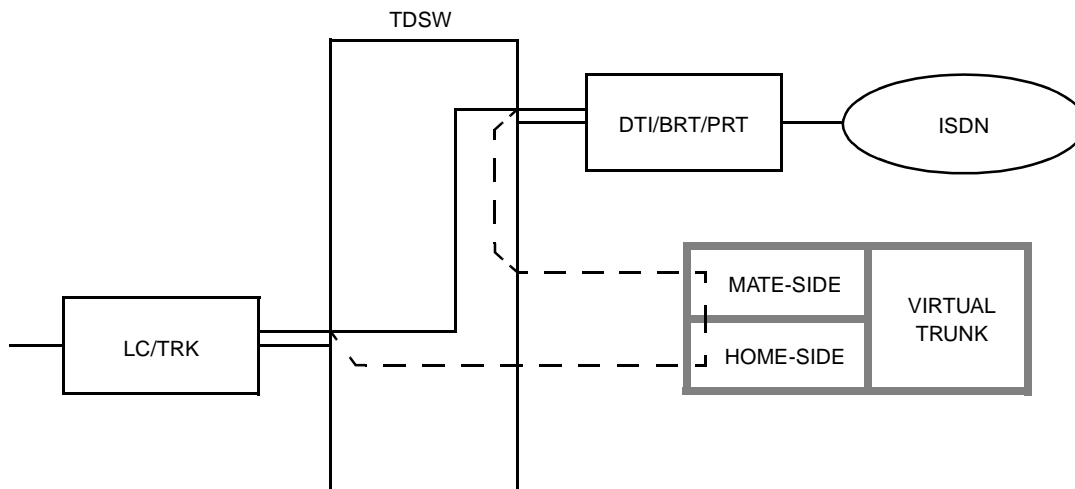 TDSW
DTI/BRT/PRT
ISDN
MATE-SIDE
VIRTUAL
TRUNK
LC/TRK
HOME-SIDE